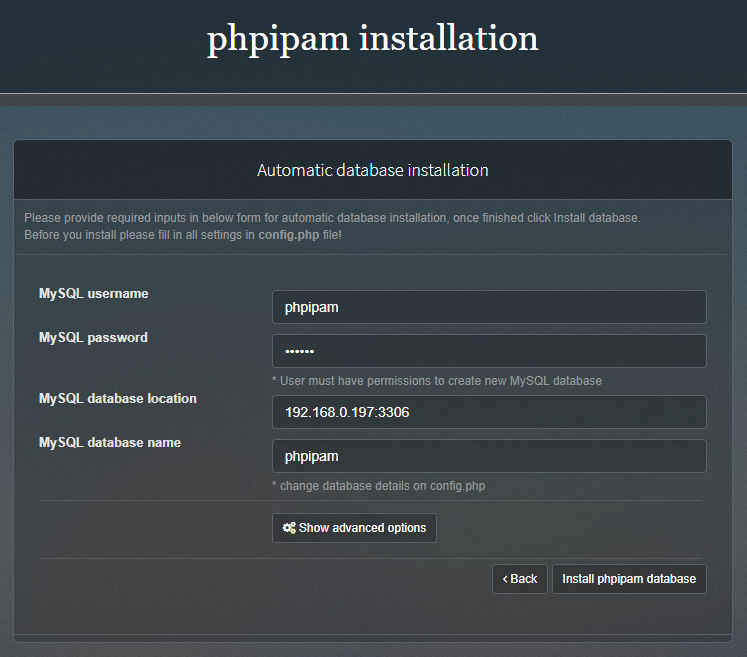 phpipam installation
Automatic database installation
Please provide required inputs in below form for automatic database installation, once finished click Install database.
Before you install please fill in all settings in config.php file!
MySQL username
phpipam
MySQL password
••••••
* User must have permissions to create new MySQL database
MySQL database location
192.168.0.197:3306
MySQL database name
phpipam
* change database details on config.php
Show advanced options
‹ Back
Install phpipam database